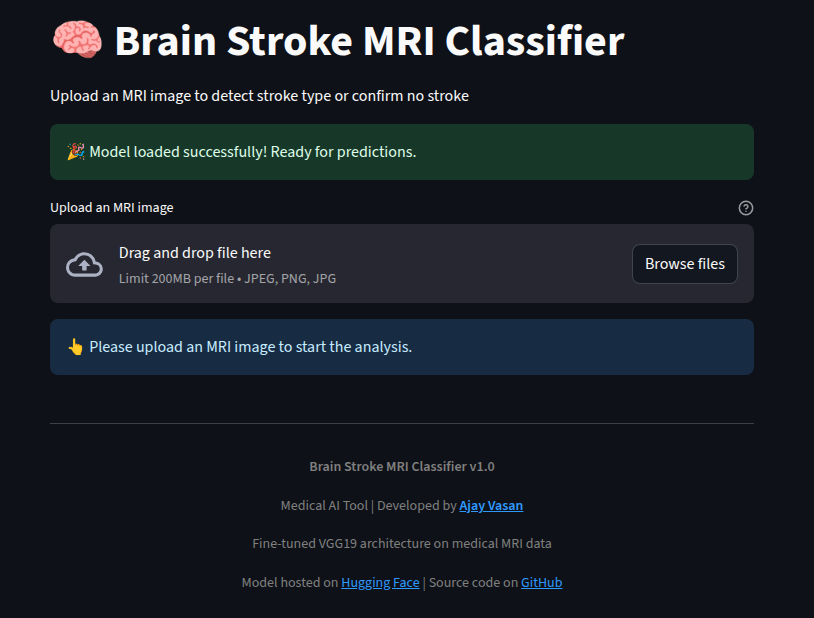 🧠 Brain Stroke MRI Classifier
Upload an MRI image to detect stroke type or confirm no stroke
🎉 Model loaded successfully! Ready for predictions.
Upload an MRI image
Drag and drop file here
Limit 200MB per file • JPEG, PNG, JPG
Browse files
👆 Please upload an MRI image to start the analysis.
Brain Stroke MRI Classifier v1.0
Medical AI Tool | Developed by Ajay Vasan
Fine-tuned VGG19 architecture on medical MRI data
Model hosted on Hugging Face | Source code on GitHub